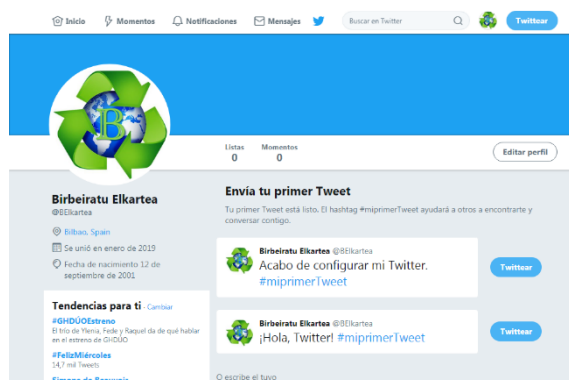 Inicio Momentos Notificaciones Mensajes Buscar en Twitter Twittear
B
Listas Momentos
0 0
Editar perfil
Birbeiratu Elkartea
@BElkartea
Bilbao, Spain
Se unió en enero de 2019
Fecha de nacimiento 12 de
septiembre de 2001
Tendencias para ti · Cambiar
#GHDÚOEstreno
El trío de Ylenia, Fede y Raquel da de qué hablar
en el estreno de GHDÚO
#FelizMiércoles
14,7 mil Tweets
Simone de Beauvoir
Envía tu primer Tweet
Tu primer Tweet está listo. El hashtag #miprimerTweet ayudará a otros a encontrarte y
conversar contigo.
Birbeiratu Elkartea @BElkartea
Acabo de configurar mi Twitter.
#miprimerTweet
Twittear
Birbeiratu Elkartea @BElkartea
¡Hola, Twitter! #miprimerTweet
Twittear
O escribe el tuyo